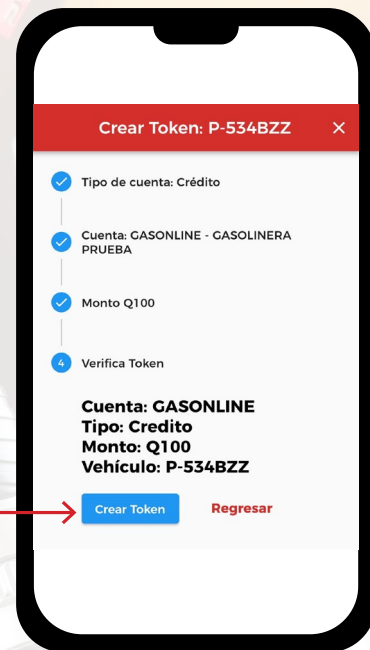 Crear Token: P-534BZZ
Tipo de cuenta: Crédito
Cuenta: GASONLINE - GASOLINERA
PRUEBA
Monto Q100
4 Verifica Token
Cuenta: GASONLINE
Tipo: Credito
Monto: Q100
Vehículo: P-534BZZ
Crear Token Regresar